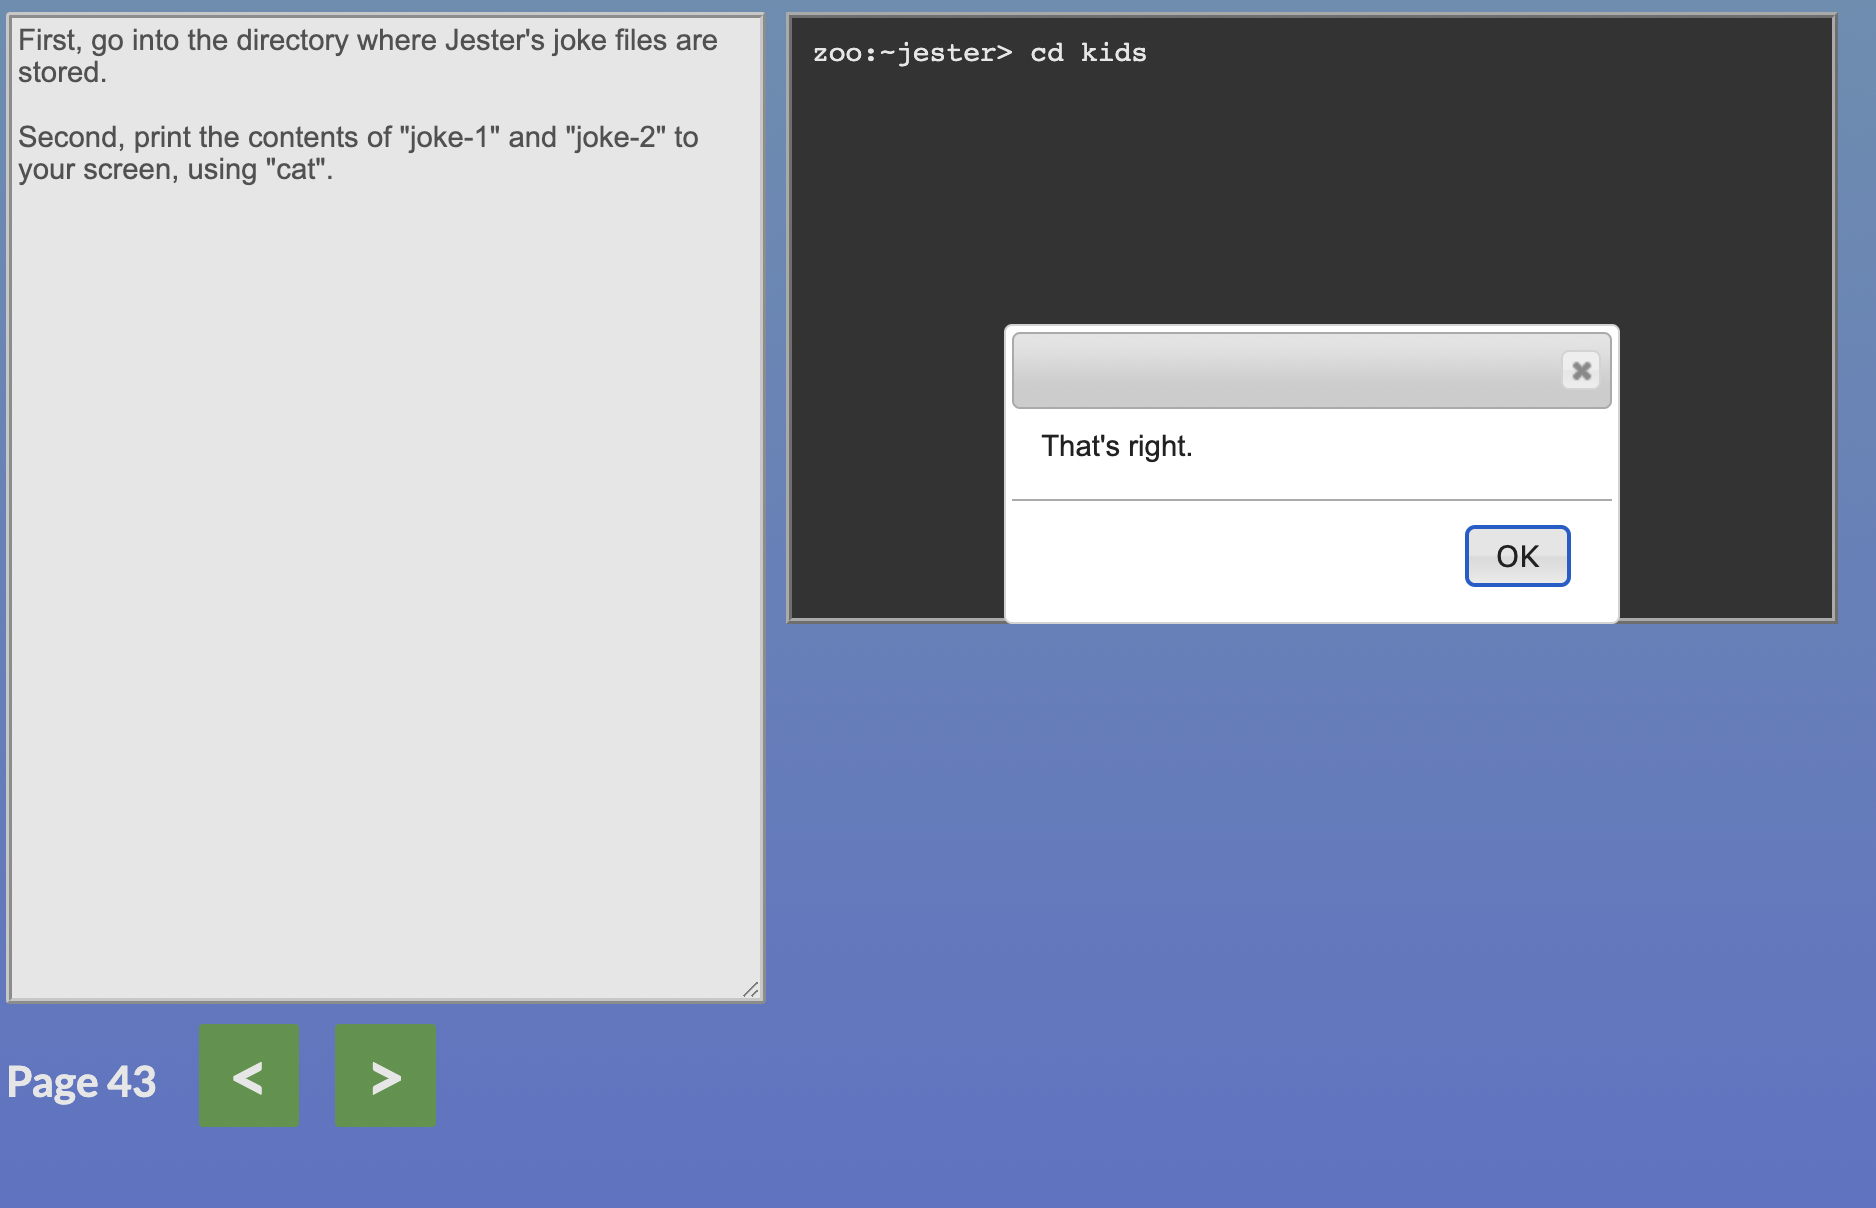 First, go into the directory where Jester's joke files are
stored.
Second, print the contents of "joke-1" and "joke-2" to
your screen, using "cat".
zoo:~jester> cd kids
That's right.
OK
Page 43
<
>